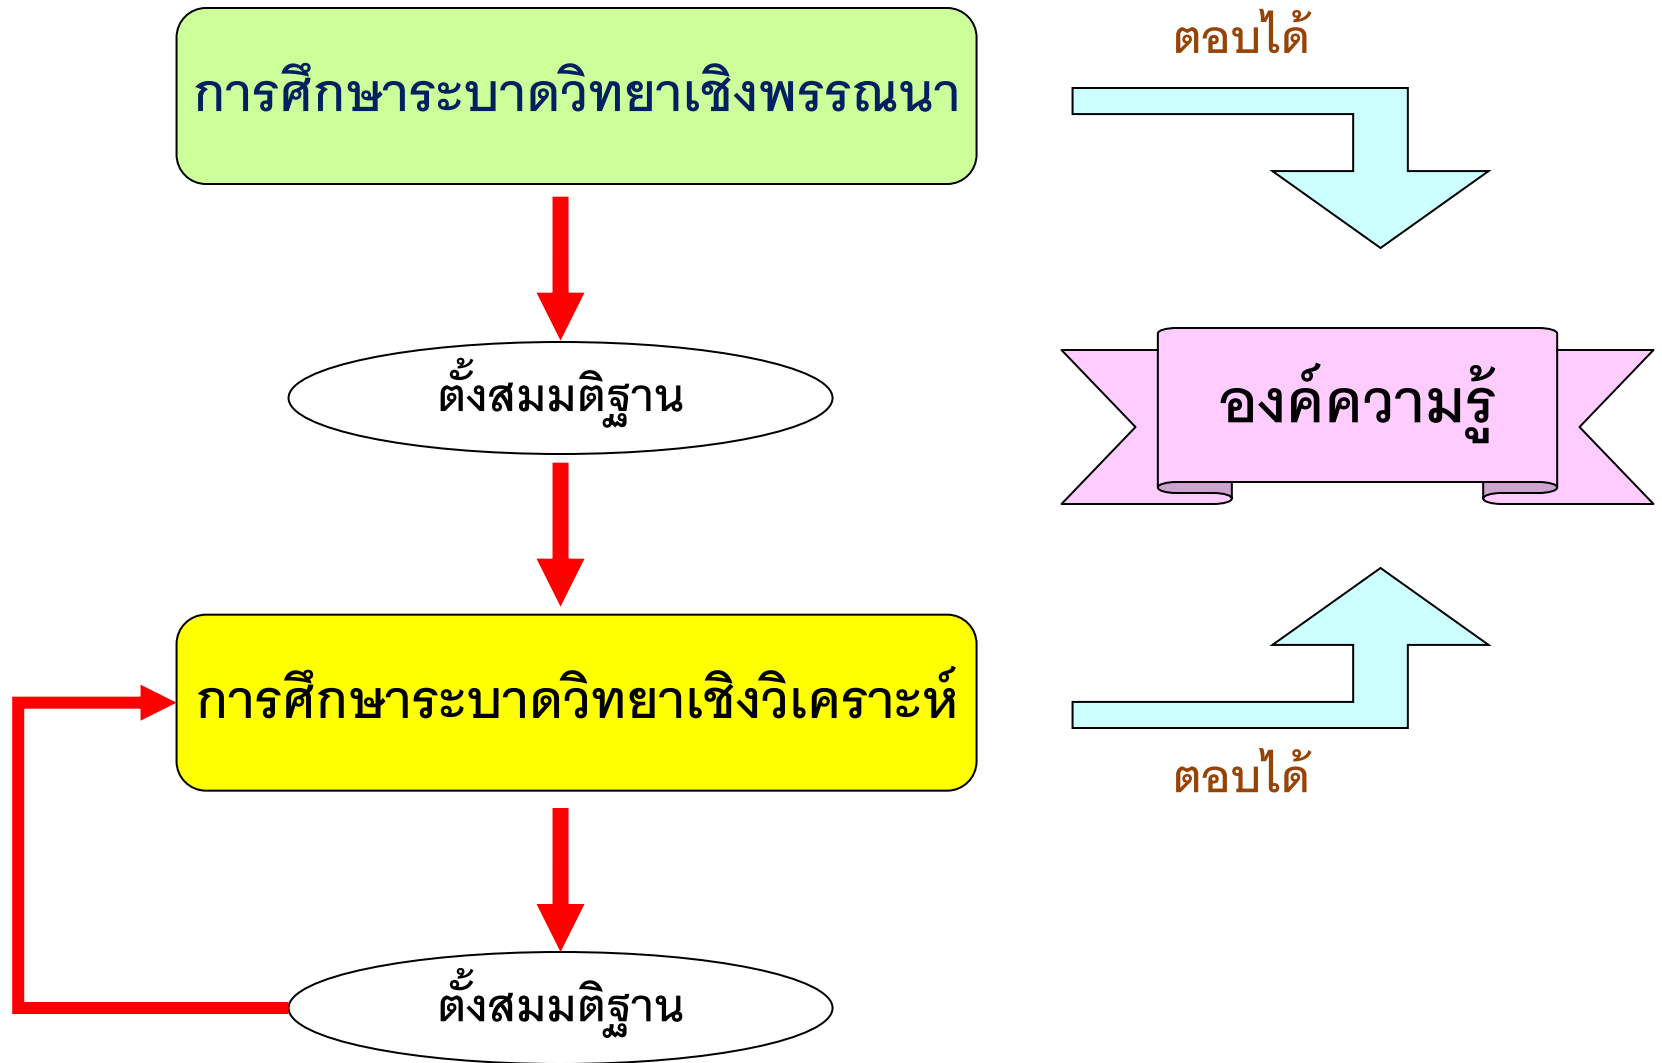 ตอบได้
การศึกษาระบาดวิทยาเชิงพรรณนา
ตั้งสมมติฐาน
องค์ความรู้
การศึกษาระบาดวิทยาเชิงวิเคราะห์
ตอบได้
ตั้งสมมติฐาน